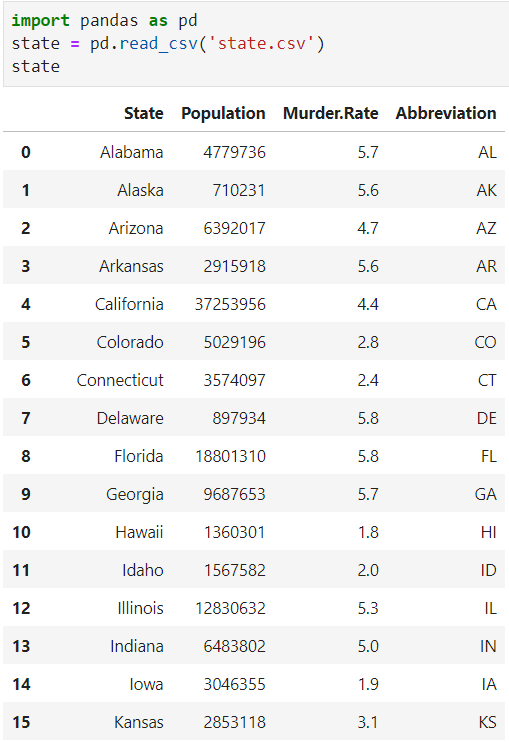 import pandas as pd
state = pd.read_csv('state.csv')
state
State Population Murder.Rate Abbreviation
0 Alabama 4779736 5.7 AL
1 Alaska 710231 5.6 AK
2 Arizona 6392017 4.7 AZ
3 Arkansas 2915918 5.6 AR
4 California 37253956 4.4 CA
5 Colorado 5029196 2.8 CO
6 Connecticut 3574097 2.4 CT
7 Delaware 897934 5.8 DE
8 Florida 18801310 5.8 FL
9 Georgia 9687653 5.7 GA
10 Hawaii 1360301 1.8 HI
11 Idaho 1567582 2.0 ID
12 Illinois 12830632 5.3 IL
13 Indiana 6483802 5.0 IN
14 Iowa 3046355 1.9 IA
15 Kansas 2853118 3.1 KS